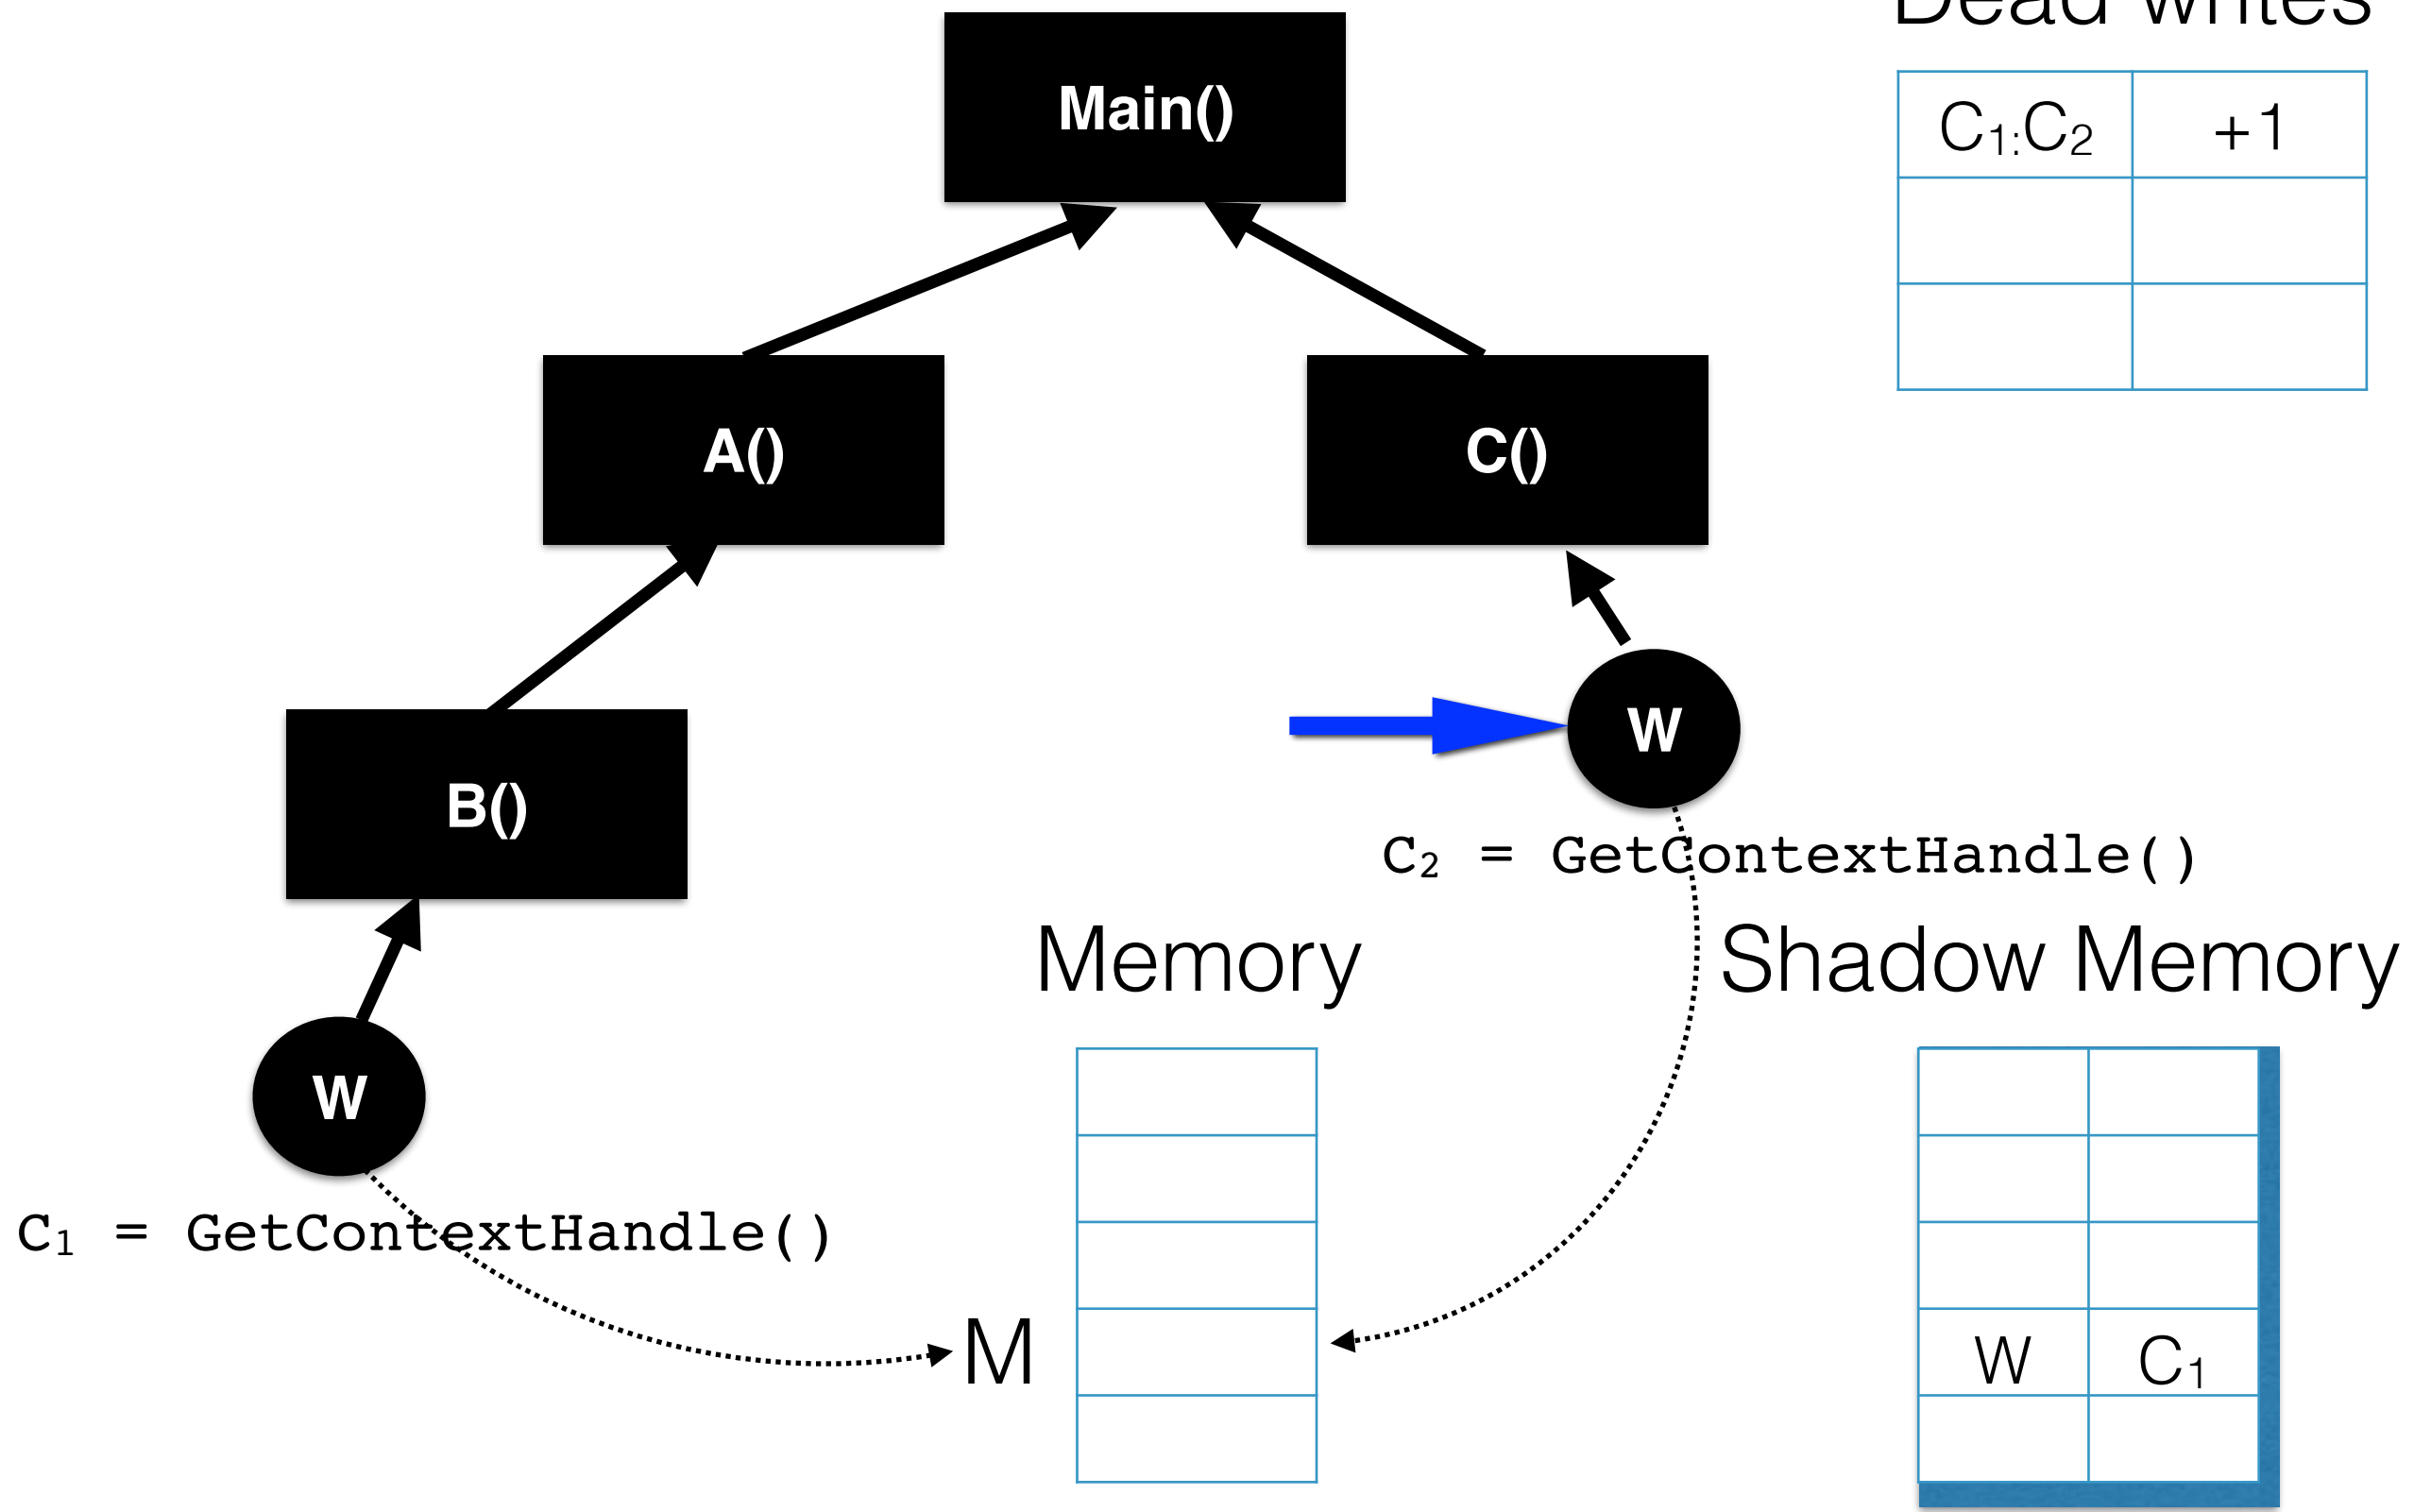 Dead Writes
Main()
C₁:C₂ +1
A()
C()
W
B()
C₂ = GetContextHandle()
Memory
Shadow Memory
W
C₁ = GetContextHandle()
M
W C₁